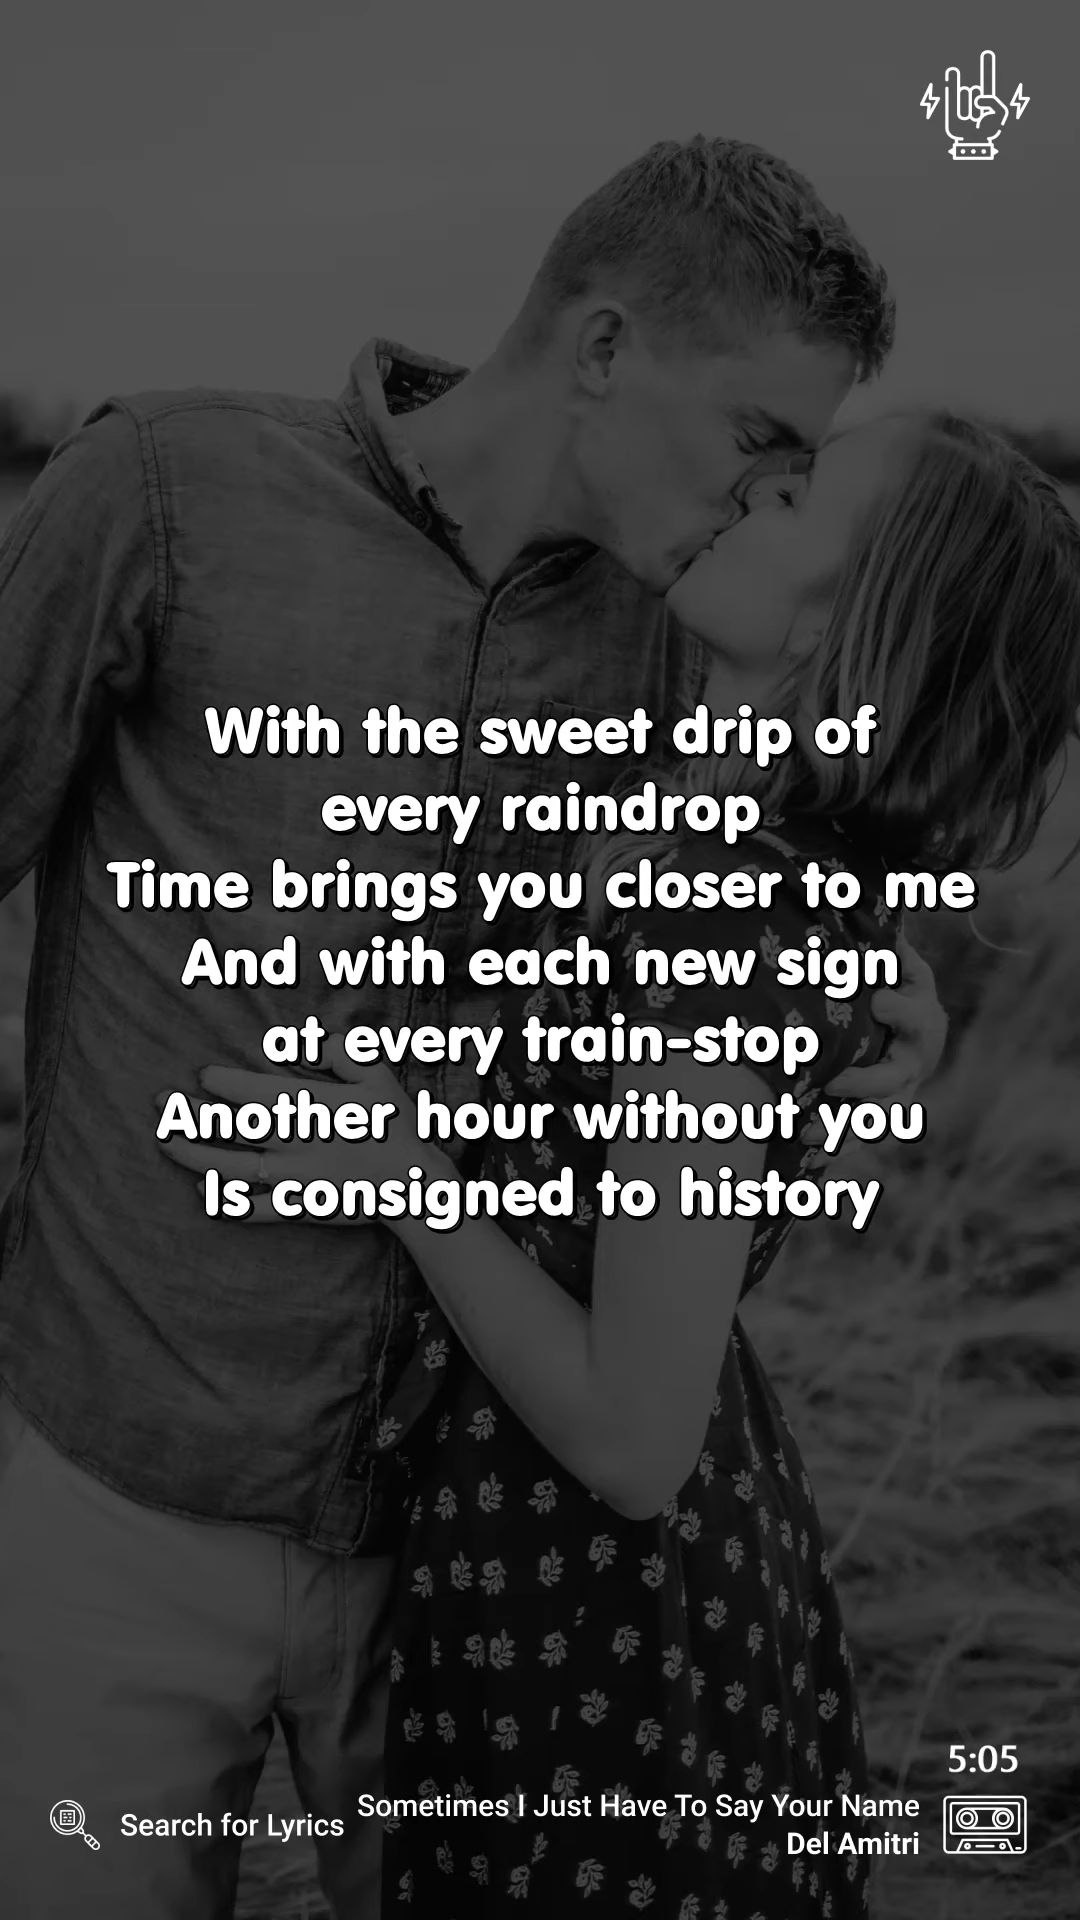 With the sweet drip of
every raindrop
Time brings you closer to me
And with each new sign
at every train-stop
Another hour without you
Is consigned to history
5:05
Search for Lyrics
Sometimes I Just Have To Say Your Name
Del Amitri